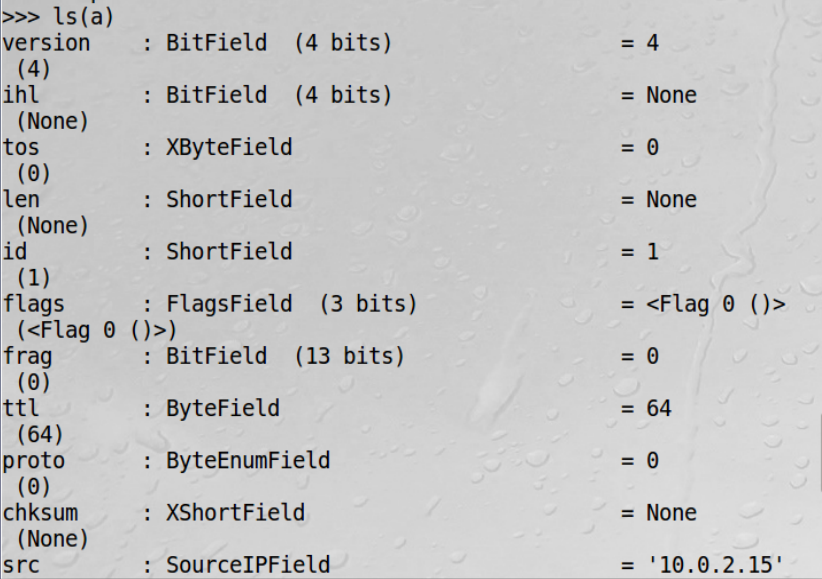 >>> ls(a)
version    : BitField  (4 bits)                  = 4
 (4)
ihl        : BitField  (4 bits)                  = None
 (None)
tos        : XByteField                          = 0
 (0)
len        : ShortField                          = None
 (None)
id         : ShortField                          = 1
 (1)
flags      : FlagsField  (3 bits)                = <Flag 0 ()>
 (<Flag 0 ()>)
frag       : BitField  (13 bits)                 = 0
 (0)
ttl        : ByteField                           = 64
 (64)
proto      : ByteEnumField                       = 0
 (0)
chksum     : XShortField                         = None
 (None)
src        : SourceIPField                       = '10.0.2.15'